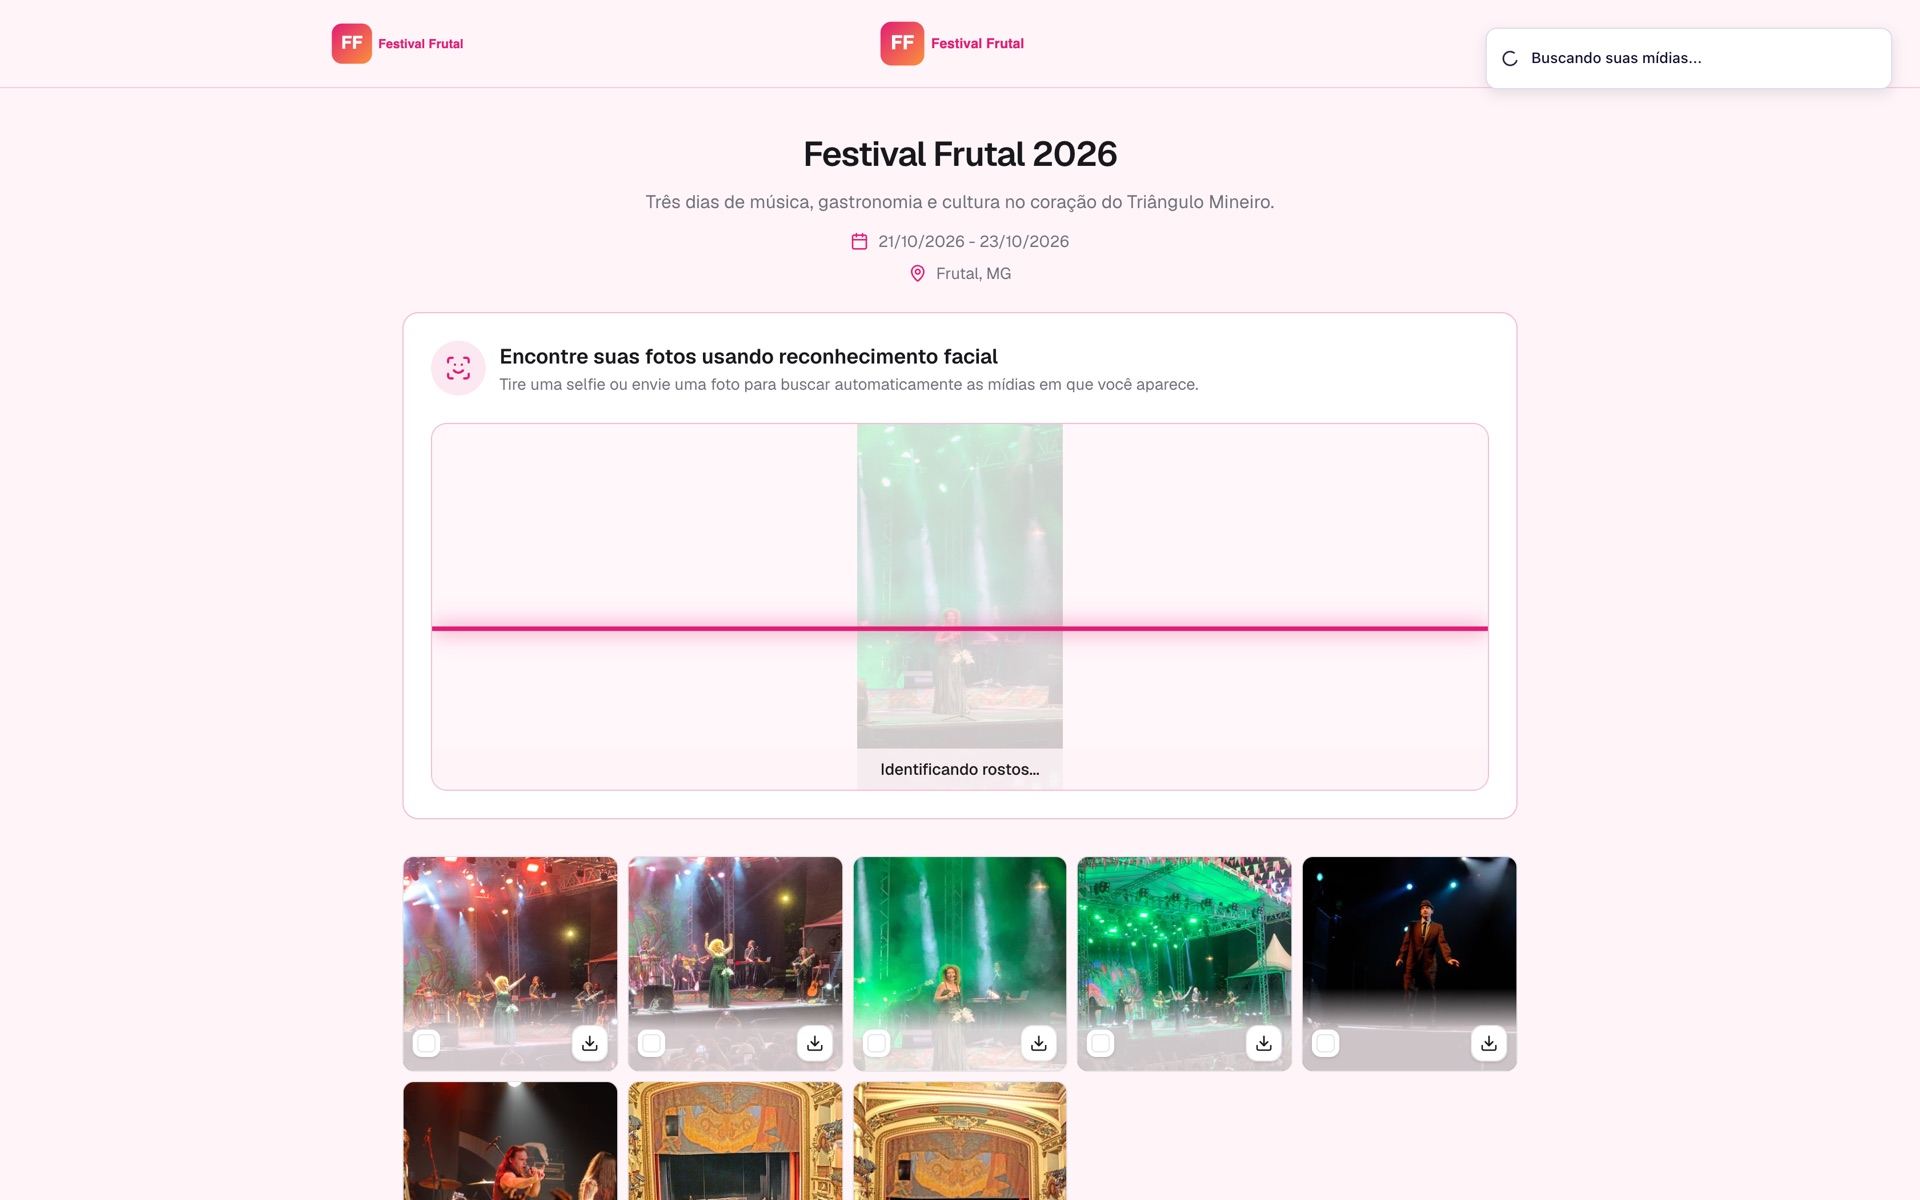 FF Festival Frutal
FF Festival Frutal
Buscando suas mídias...
Festival Frutal 2026
Três dias de música, gastronomia e cultura no coração do Triângulo Mineiro.
21/10/2026 - 23/10/2026
Frutal, MG
Encontre suas fotos usando reconhecimento facial
Tire uma selfie ou envie uma foto para buscar automaticamente as mídias em que você aparece.
Identificando rostos...